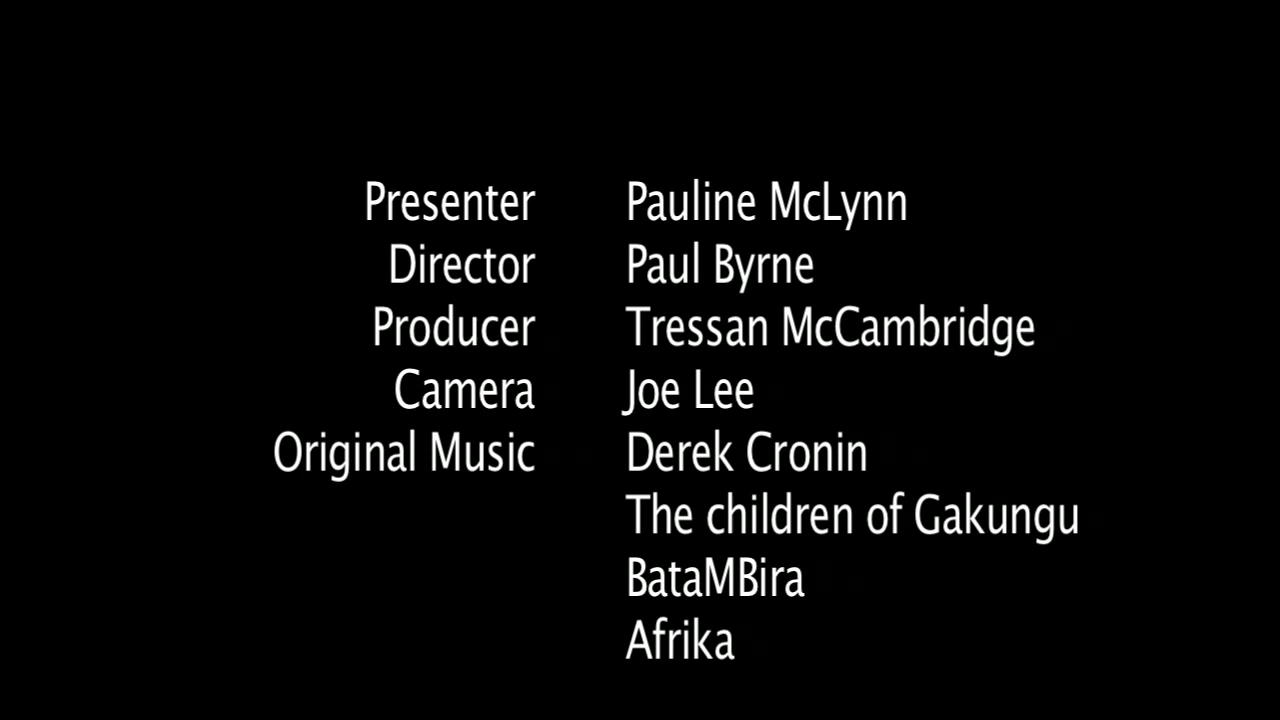 Presenter Pauline McLynn
Director Paul Byrne
Producer Tressan McCambridge
Camera Joe Lee
Original Music Derek Cronin
The children of Gakungu
BataMBira
Afrika